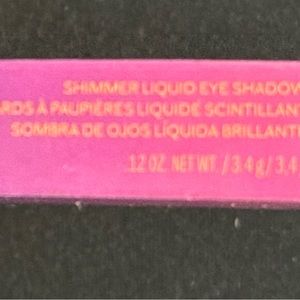 SHIMMER LIQUID EYE SHADOW
ARDS À PAUPIÈRES LIQUIDE SCINTILLANT
SOMBRA DE OJOS LÍQUIDA BRILLANTE
.12 OZ. NET WT. / 3.4 g / 3.4